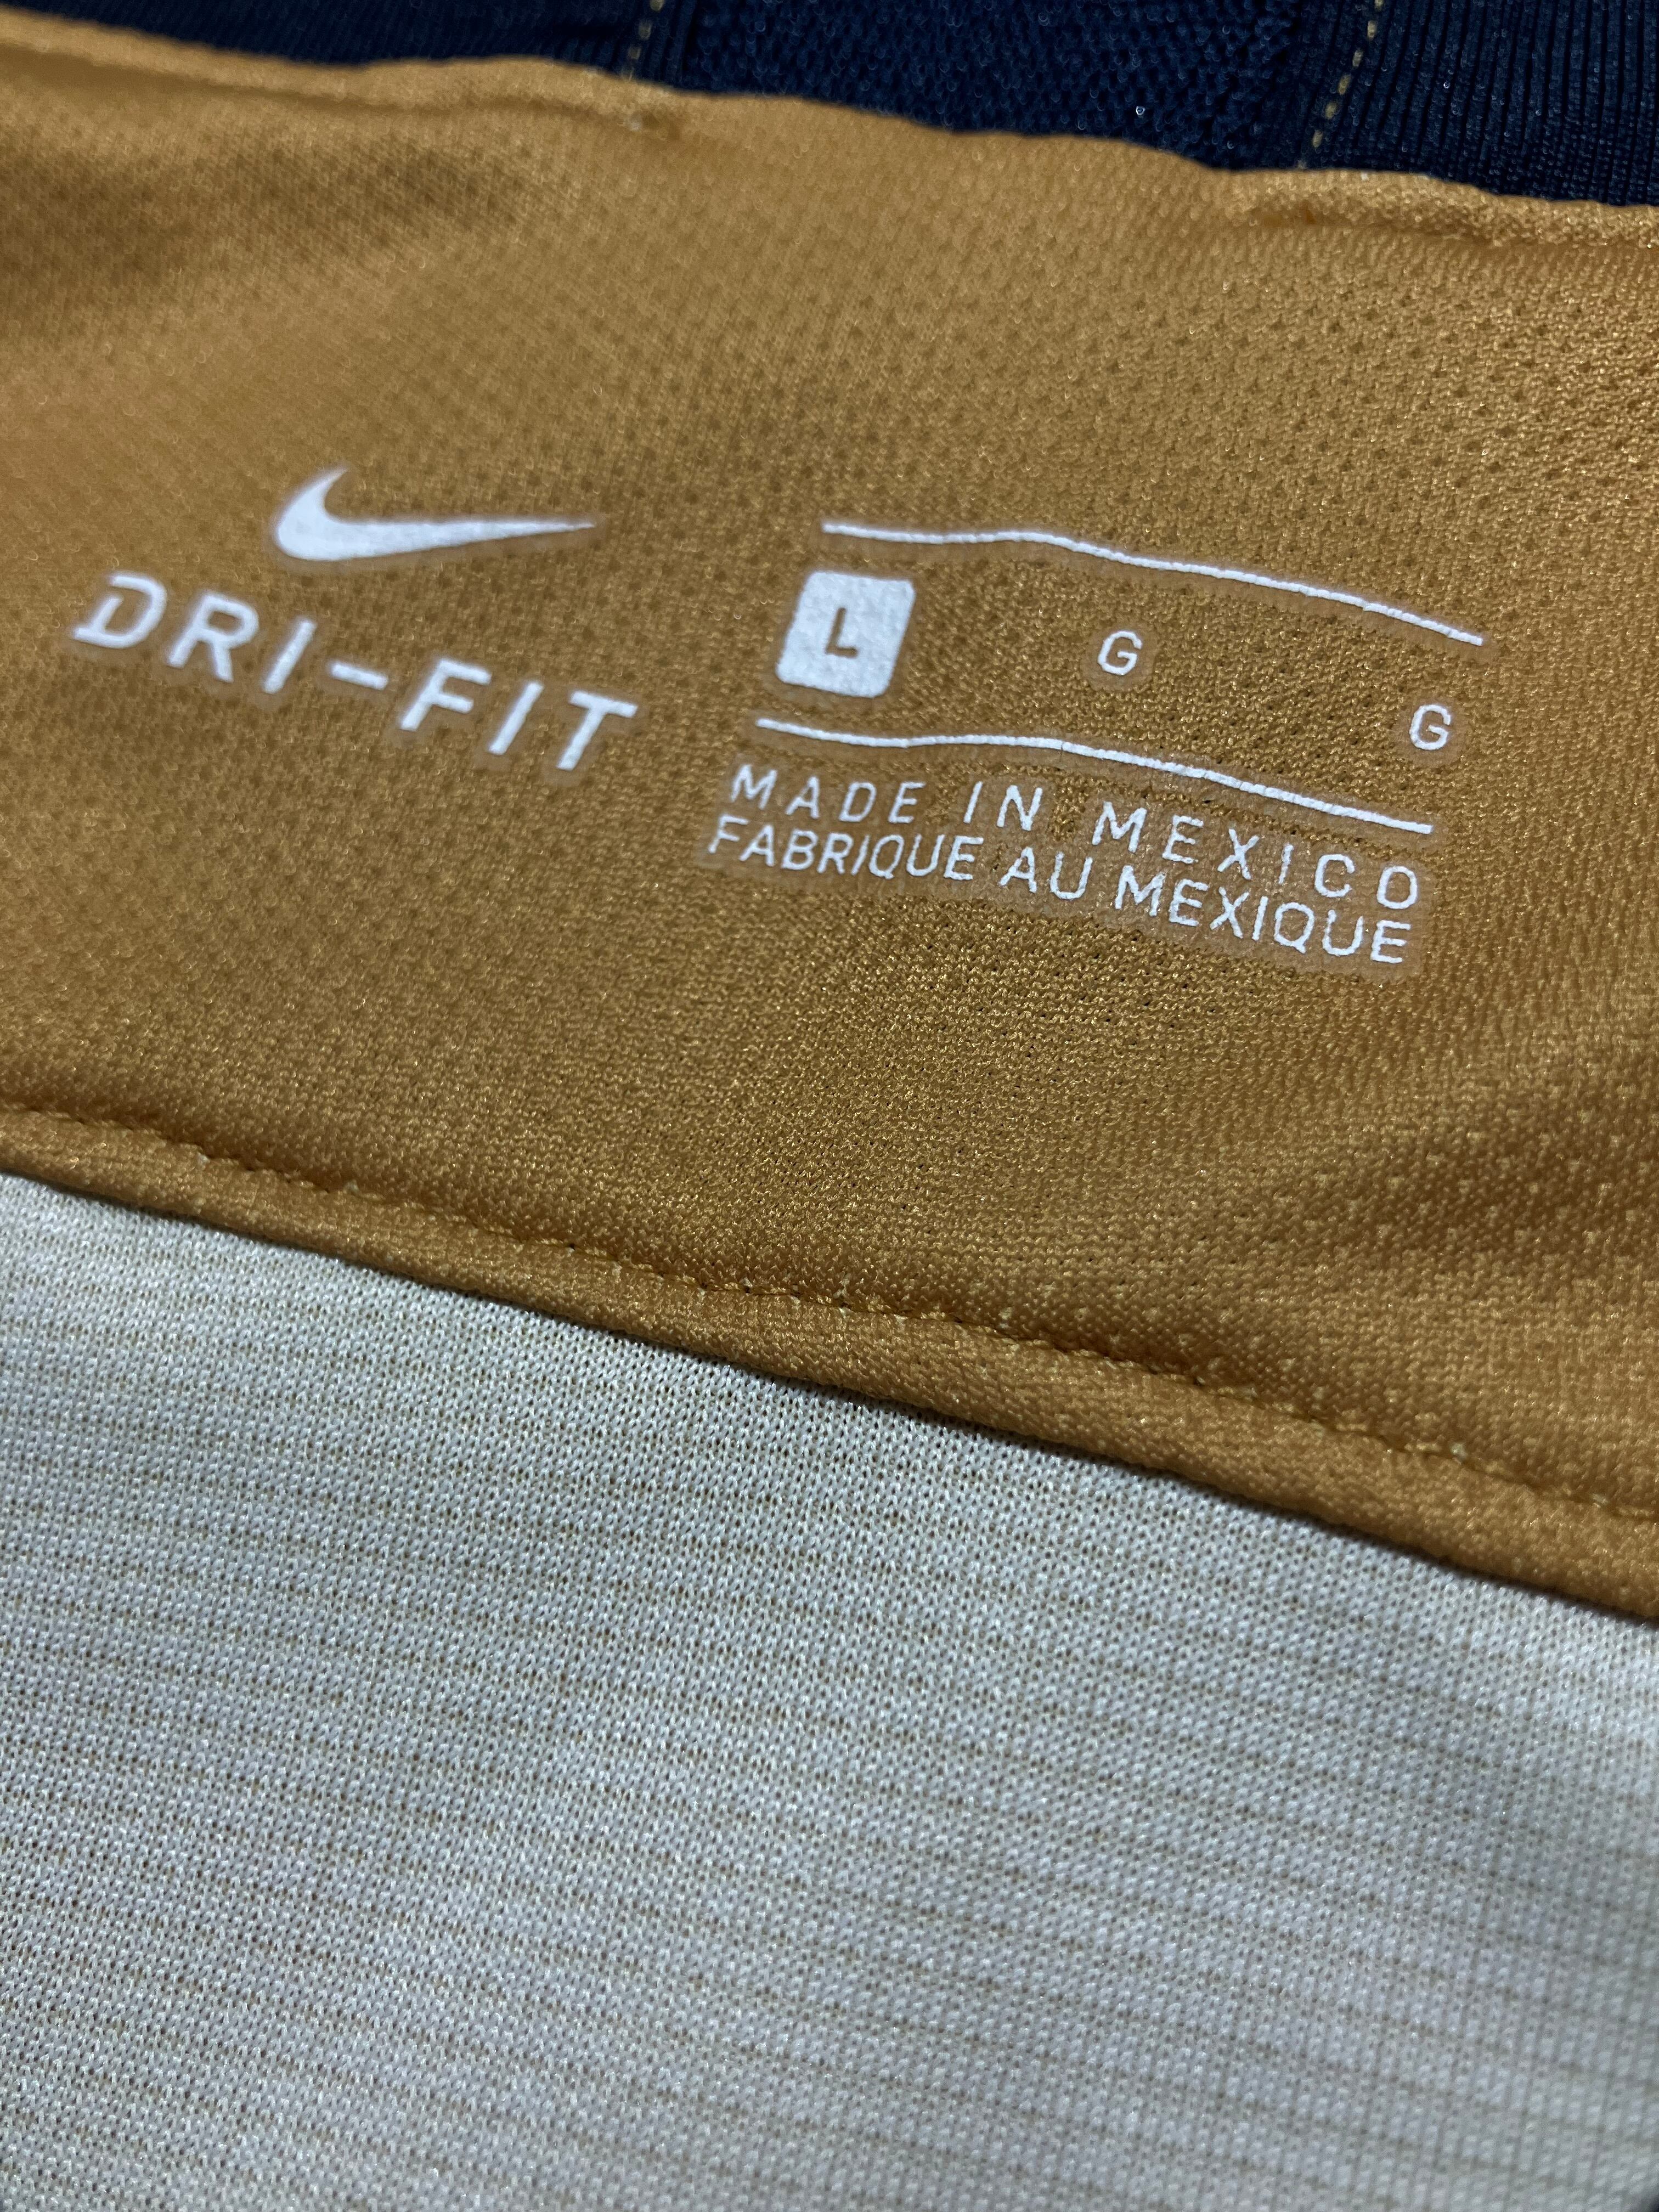 DRI-FIT
L G G
MADE IN MEXICO
FABRIQUE AU MEXIQUE